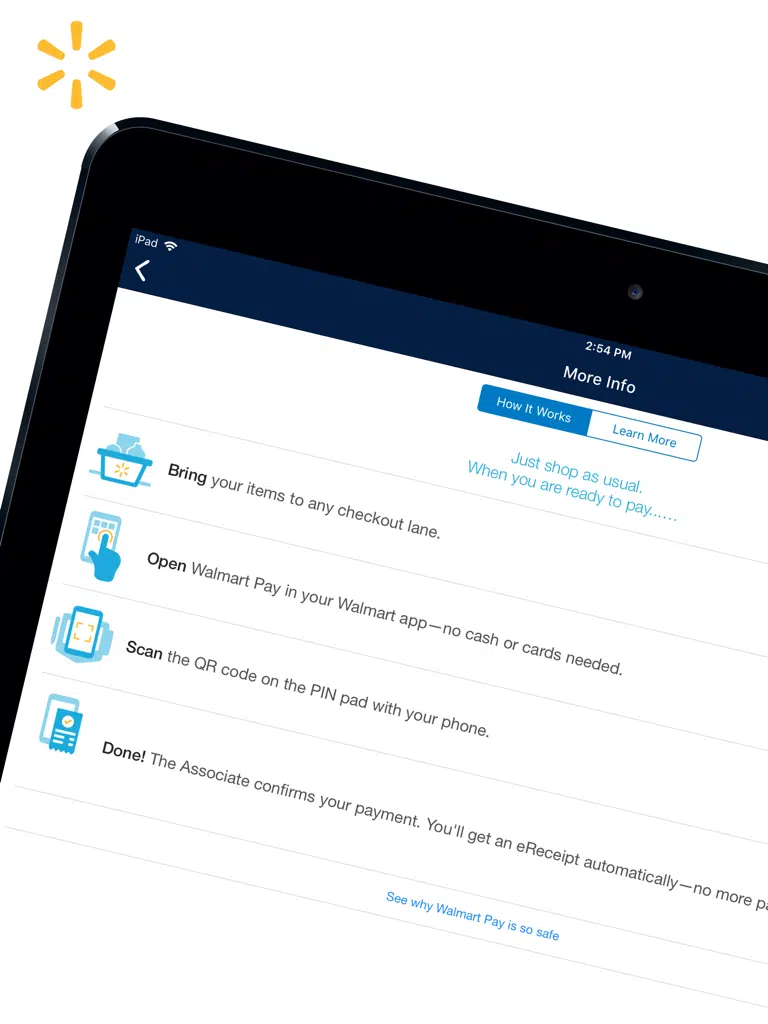 iPad
2:54 PM
More Info
How It Works
Learn More
Just shop as usual.
When you are ready to pay......
Bring your items to any checkout lane.
Open Walmart Pay in your Walmart app—no cash or cards needed.
Scan the QR code on the PIN pad with your phone.
Done! The Associate confirms your payment. You'll get an eReceipt automatically—no more
See why Walmart Pay is so safe